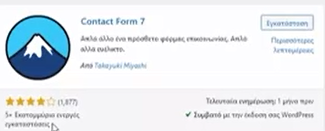 Contact Form 7
Εγκατάσταση
Απλά άλλο ένα πρόσθετο φόρμας επικοινωνίας. Απλό
αλλά ευέλικτο.
Περισσότερες
λεπτομέρειες
Από Takayuki Miyoshi
(1,877)
Τελευταία ενημέρωση: 1 μήνα πριν
5+ Εκατομμύρια ενεργές
εγκαταστάσεις
✔ Συμβατό με την έκδοση σας WordPress